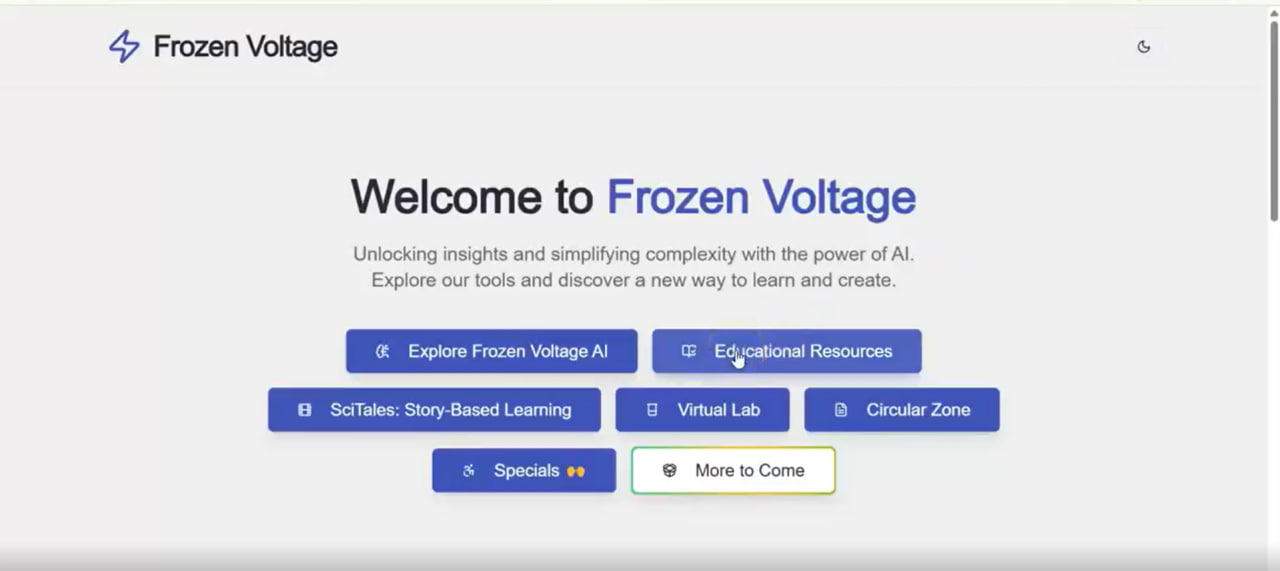 Frozen Voltage
Welcome to Frozen Voltage
Unlocking insights and simplifying complexity with the power of AI.
Explore our tools and discover a new way to learn and create.
Explore Frozen Voltage AI
Educational Resources
SciTales: Story-Based Learning
Virtual Lab
Circular Zone
Specials 🙌
More to Come